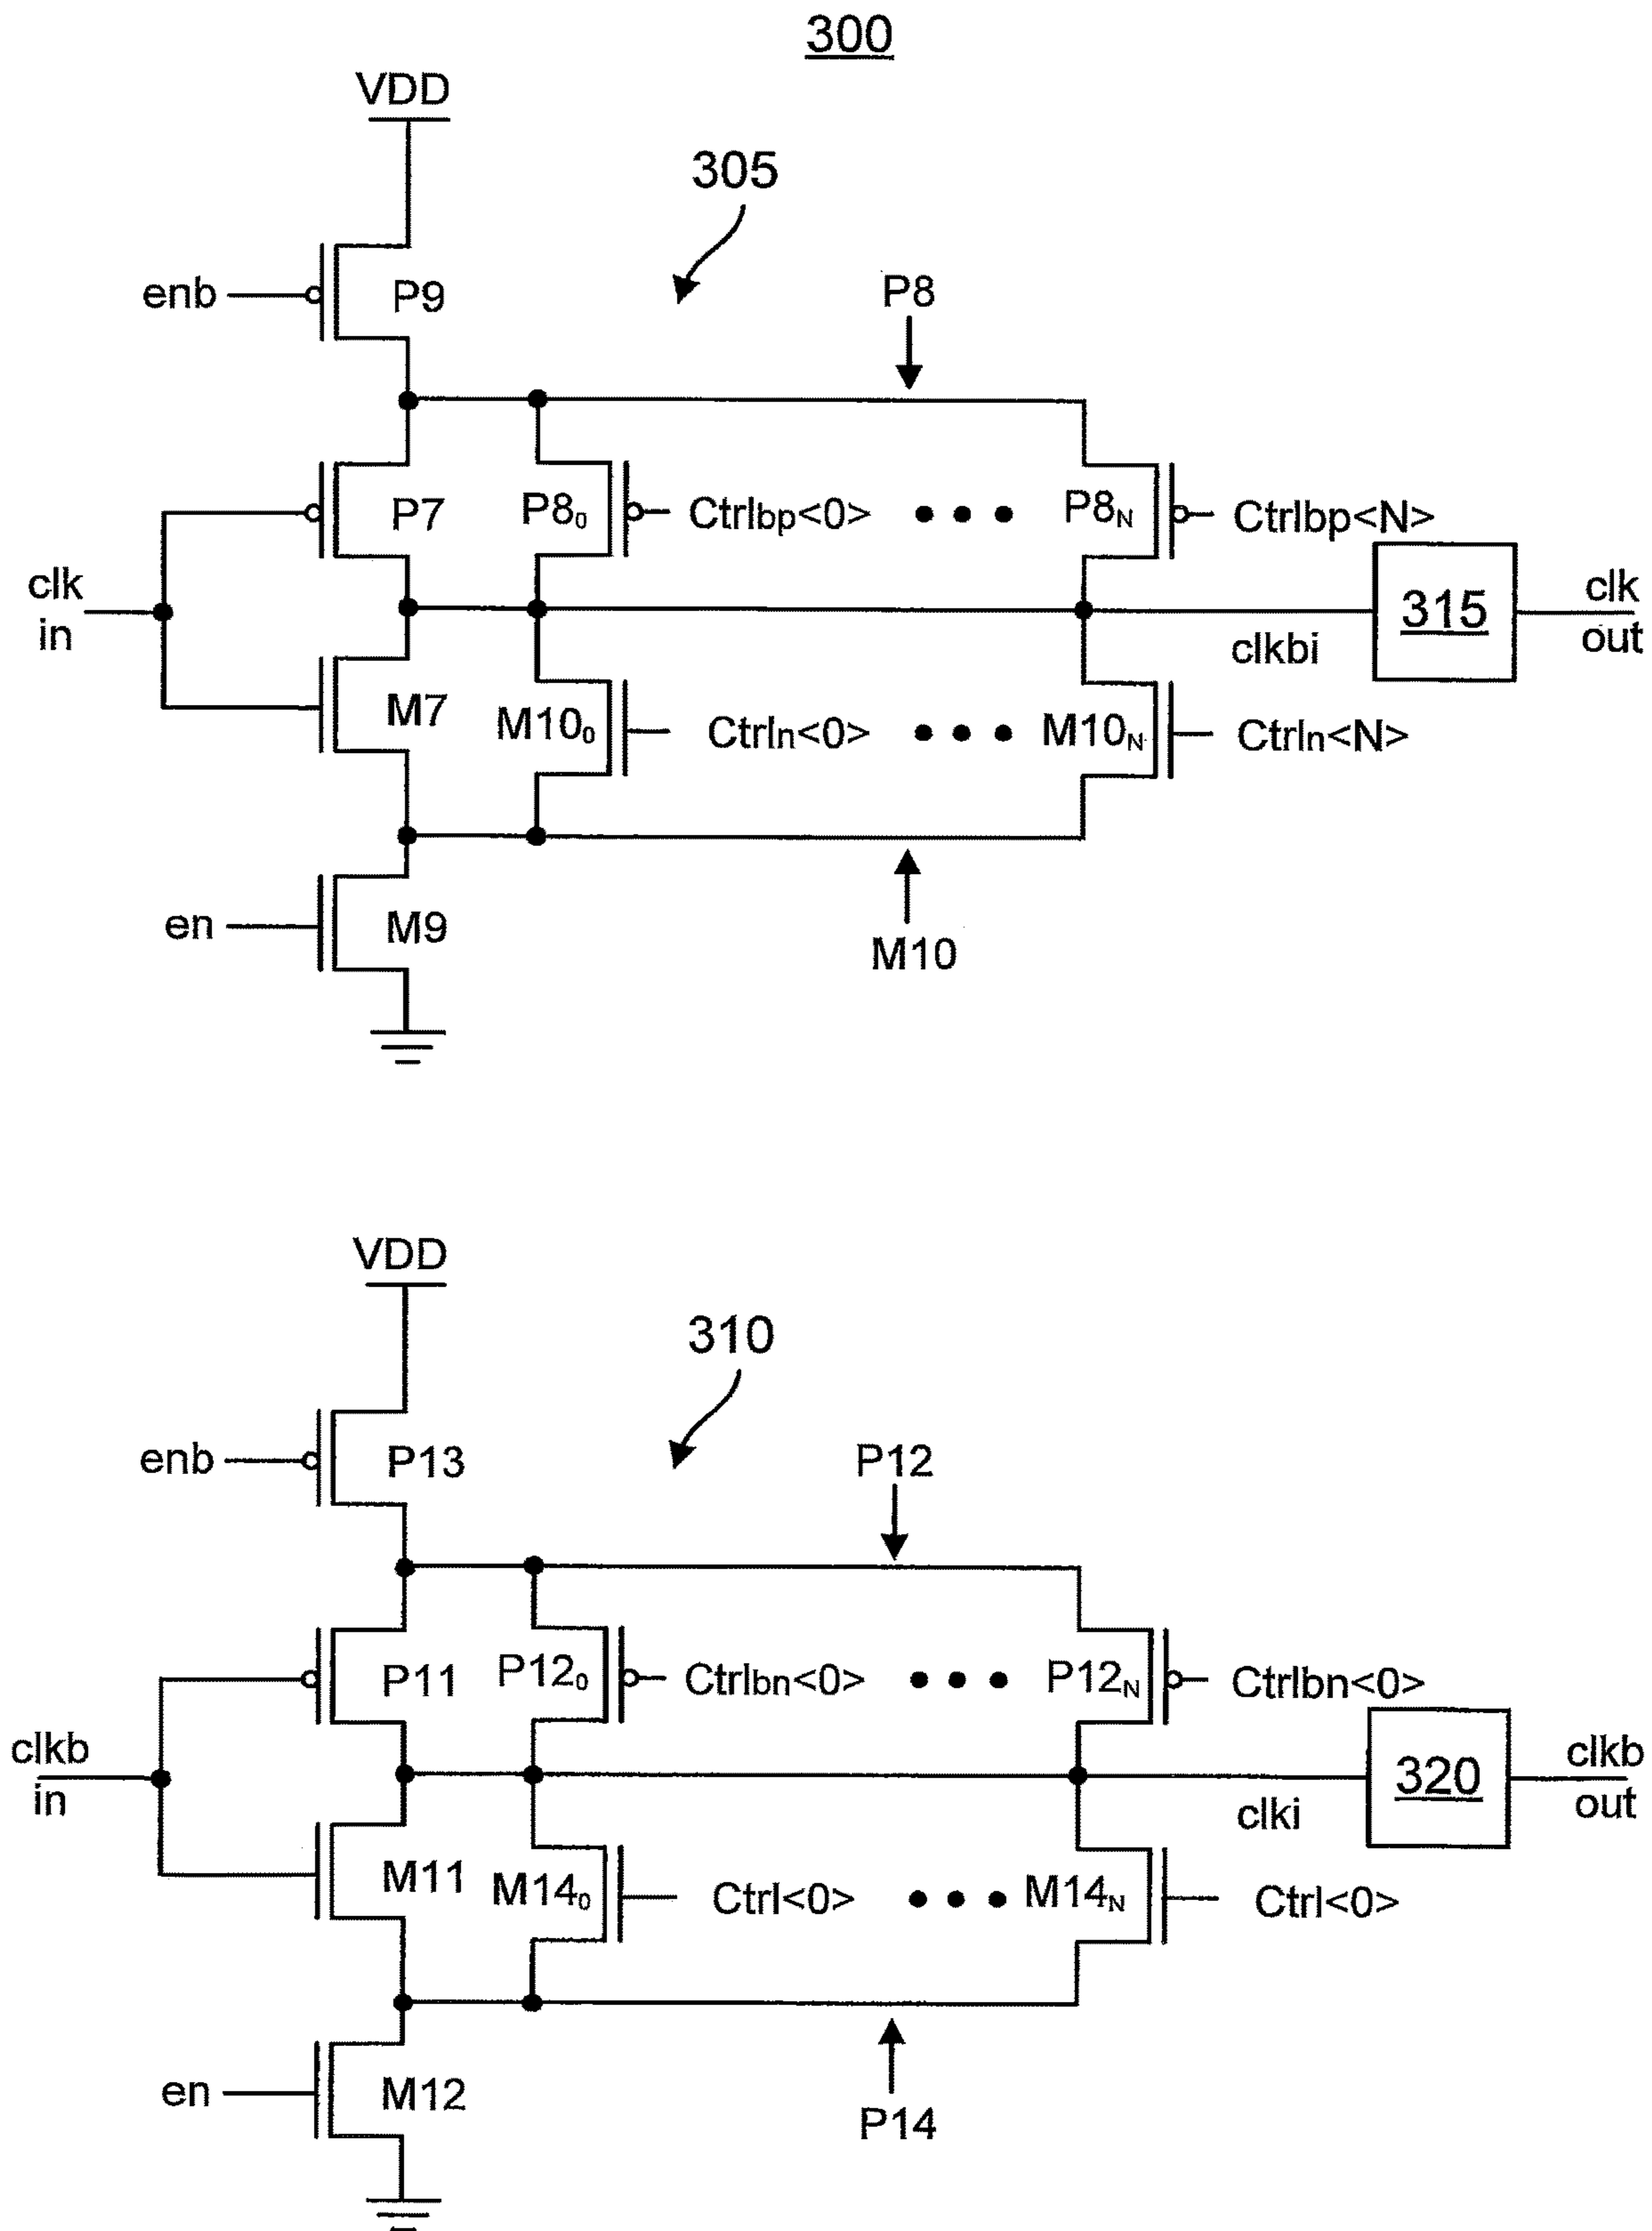 300
VDD
305
enb
P9
P8
P7
P8₀
Ctrlbp<0>
P8N
Ctrlbp<N>
clk
in
315
clk
out
clkbi
M7
M10₀
Ctrln<0>
M10N
Ctrln<N>
en
M9
M10
VDD
310
enb
P13
P12
P11
P12₀
Ctrlbn<0>
P12N
Ctrlbn<0>
clkb
in
320
clkb
out
clki
M11
M14₀
Ctrl<0>
M14N
Ctrl<0>
en
M12
P14